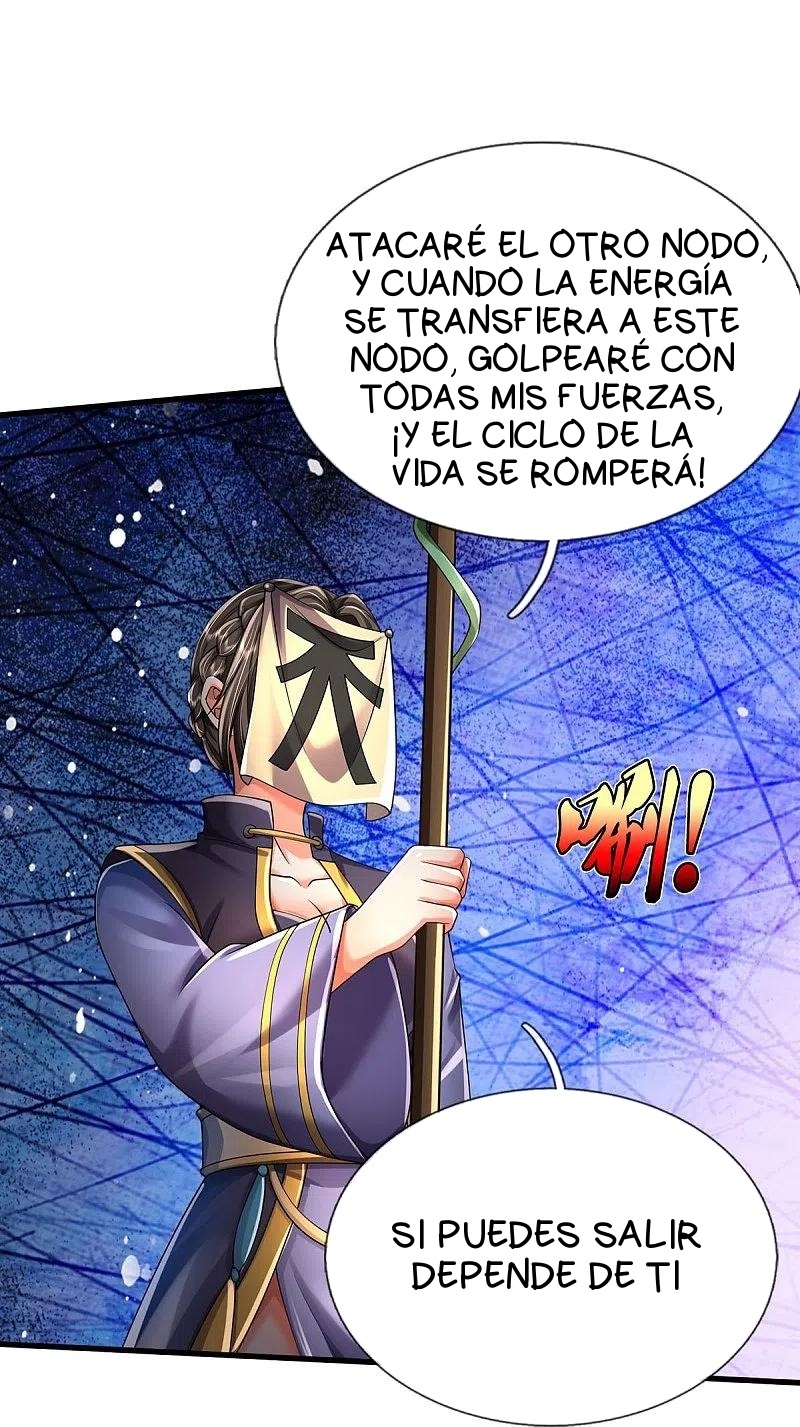 ATACARÉ EL OTRO NODO,
Y CUANDO LA ENERGÍA
SE TRANSFIERA A ESTE
NODO, GOLPEARÉ CON
TODAS MIS FUERZAS,
¡Y EL CICLO DE LA
VIDA SE ROMPERÁ!
SI PUEDES SALIR
DEPENDE DE TI